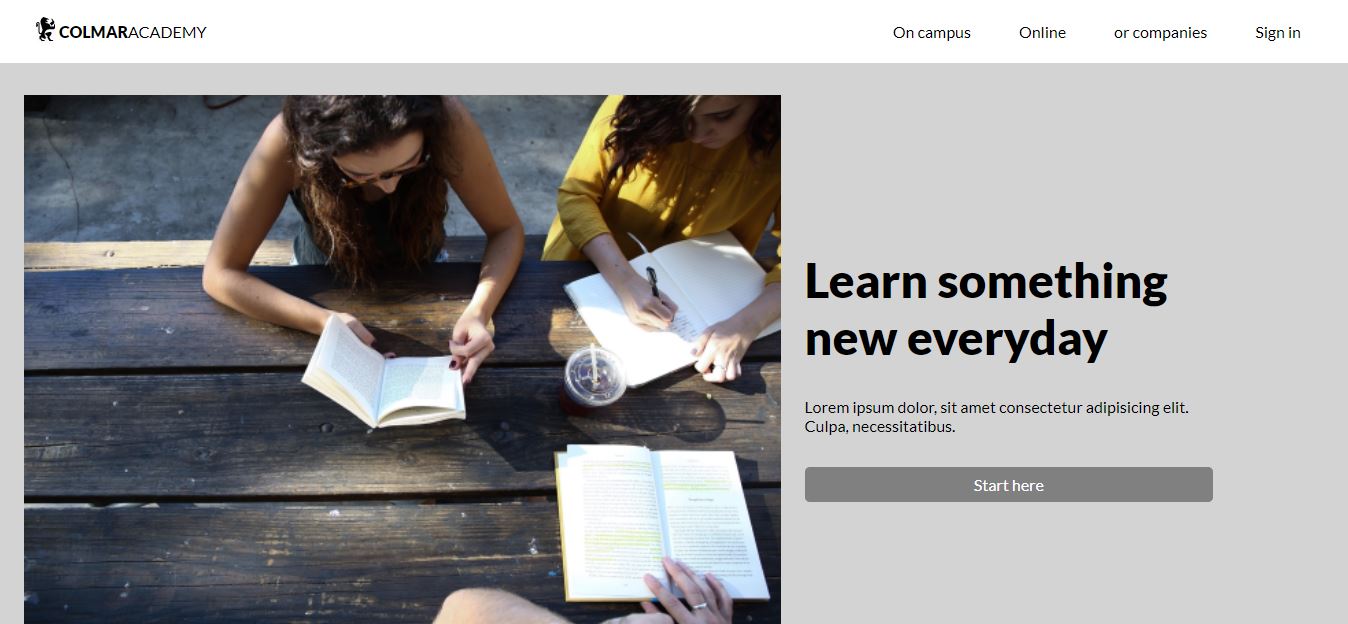 COLMARACADEMY
On campus
Online
or companies
Sign in
Learn something
new everyday
Lorem ipsum dolor, sit amet consectetur adipisicing elit.
Culpa, necessitatibus.
Start here